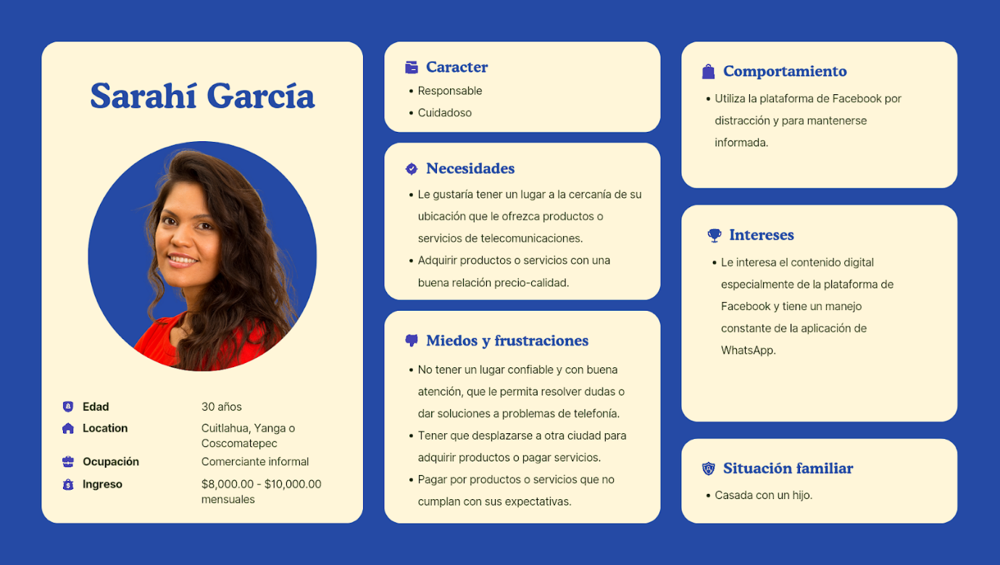 Sarahí García
Edad 30 años
Location Cuitlahua, Yanga o
Coscomatepec
Ocupación Comerciante informal
Ingreso $8,000.00 - $10,000.00
mensuales
Caracter
• Responsable
• Cuidadoso
Necesidades
• Le gustaría tener un lugar a la cercanía de su
ubicación que le ofrezca productos o
servicios de telecomunicaciones.
• Adquirir productos o servicios con una
buena relación precio-calidad.
Miedos y frustraciones
• No tener un lugar confiable y con buena
atención, que le permita resolver dudas o
dar soluciones a problemas de telefonía.
• Tener que desplazarse a otra ciudad para
adquirir productos o pagar servicios.
• Pagar por productos o servicios que no
cumplan con sus expectativas.
Comportamiento
• Utiliza la plataforma de Facebook por
distracción y para mantenerse
informada.
Intereses
• Le interesa el contenido digital
especialmente de la plataforma de
Facebook y tiene un manejo
constante de la aplicación de
WhatsApp.
Situación familiar
• Casada con un hijo.